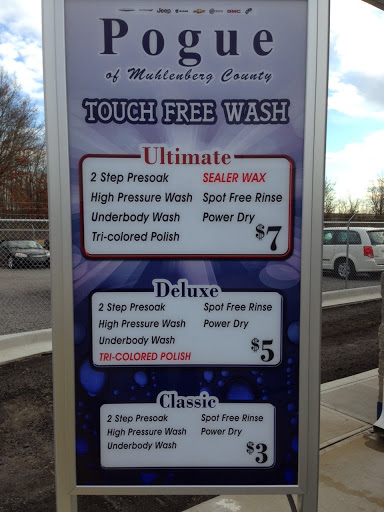 Jeep
Pogue
of Muhlenberg County
TOUCH FREE WASH
Ultimate
2 Step Presoak SEALER WAX
High Pressure Wash Spot Free Rinse
Underbody Wash Power Dry
Tri-colored Polish
$7
Deluxe
2 Step Presoak Spot Free Rinse
High Pressure Wash Power Dry
Underbody Wash
TRI-COLORED POLISH
$5
Classic
2 Step Presoak Spot Free Rinse
High Pressure Wash Power Dry
Underbody Wash
$3